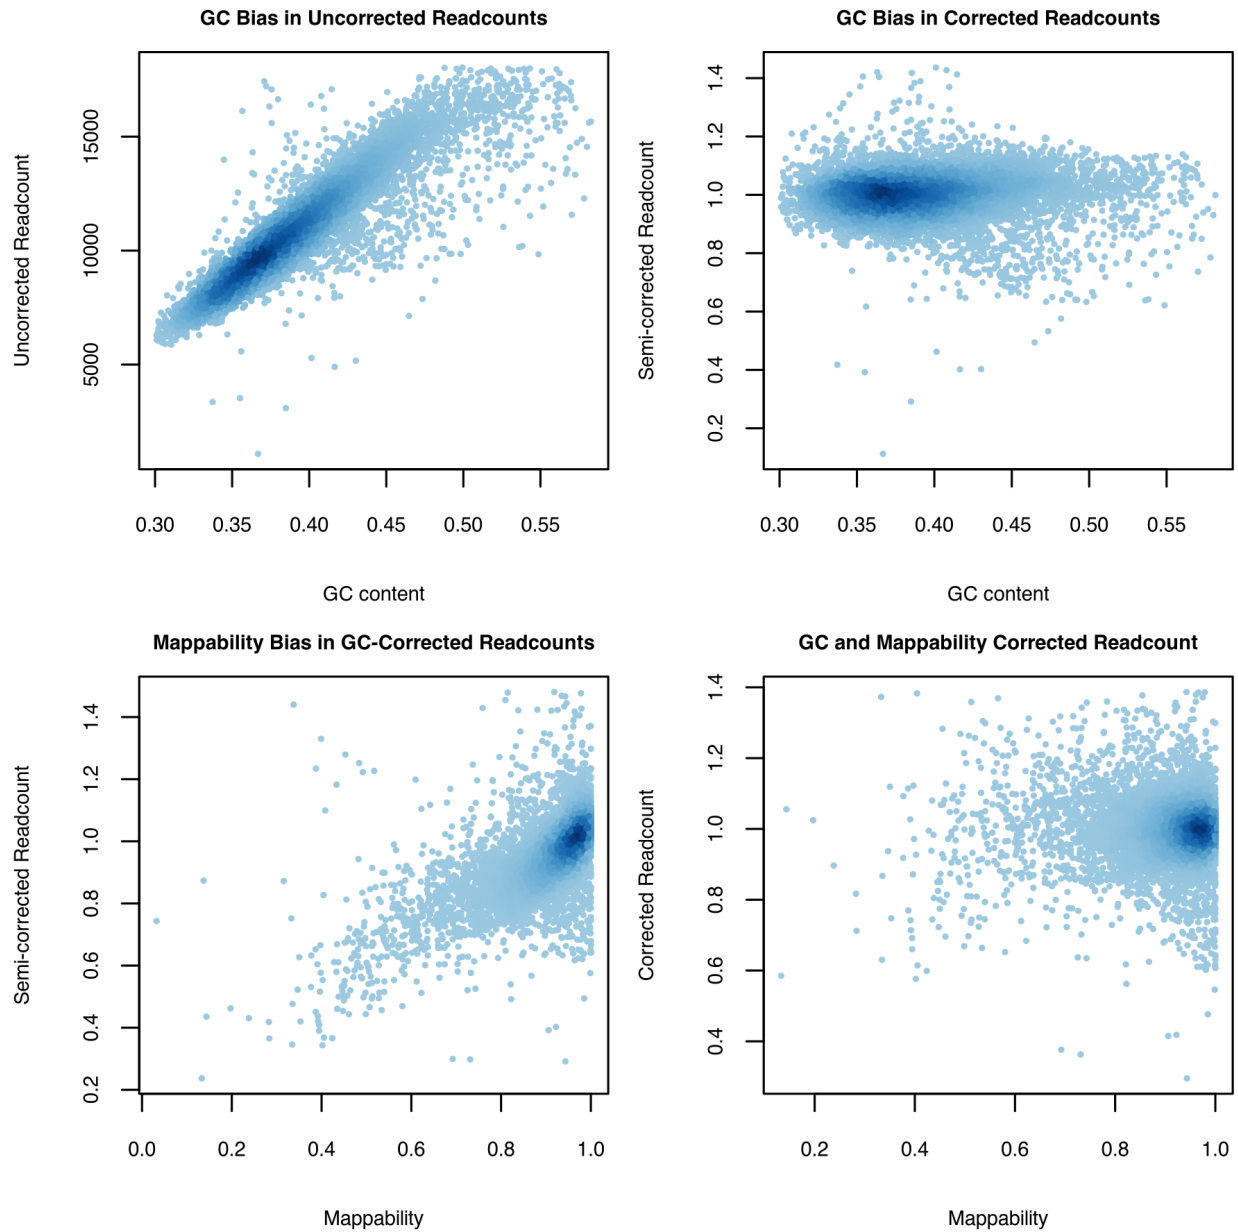 GC Bias in Uncorrected Readcounts
Uncorrected Readcount
15000
10000
5000
0.30 0.35 0.40 0.45 0.50 0.55
GC content
GC Bias in Corrected Readcounts
Semi-corrected Readcount
1.4
1.2
1.0
0.8
0.6
0.4
0.2
0.30 0.35 0.40 0.45 0.50 0.55
GC content
Mappability Bias in GC-Corrected Readcounts
Semi-corrected Readcount
1.4
1.2
1.0
0.8
0.6
0.4
0.2
0.0 0.2 0.4 0.6 0.8 1.0
Mappability
GC and Mappability Corrected Readcount
Corrected Readcount
1.4
1.2
1.0
0.8
0.6
0.4
0.2 0.4 0.6 0.8 1.0
Mappability